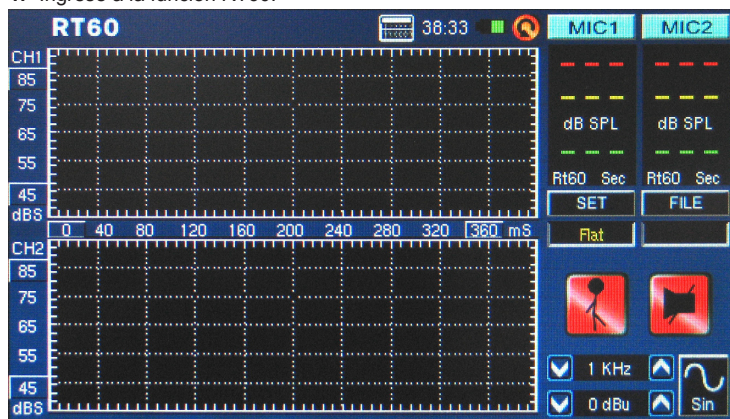 RT60 38:33 MIC1 MIC2
CH1
85
75
65
55
45
dBS
--- ---
--- ---
dB SPL dB SPL
--- ---
Rt60 Sec Rt60 Sec
SET FILE
Flat
0 40 80 120 160 200 240 280 320 360 mS
CH2
85
75
65
55
45
dBS
1 KHz
0 dBu
Sin